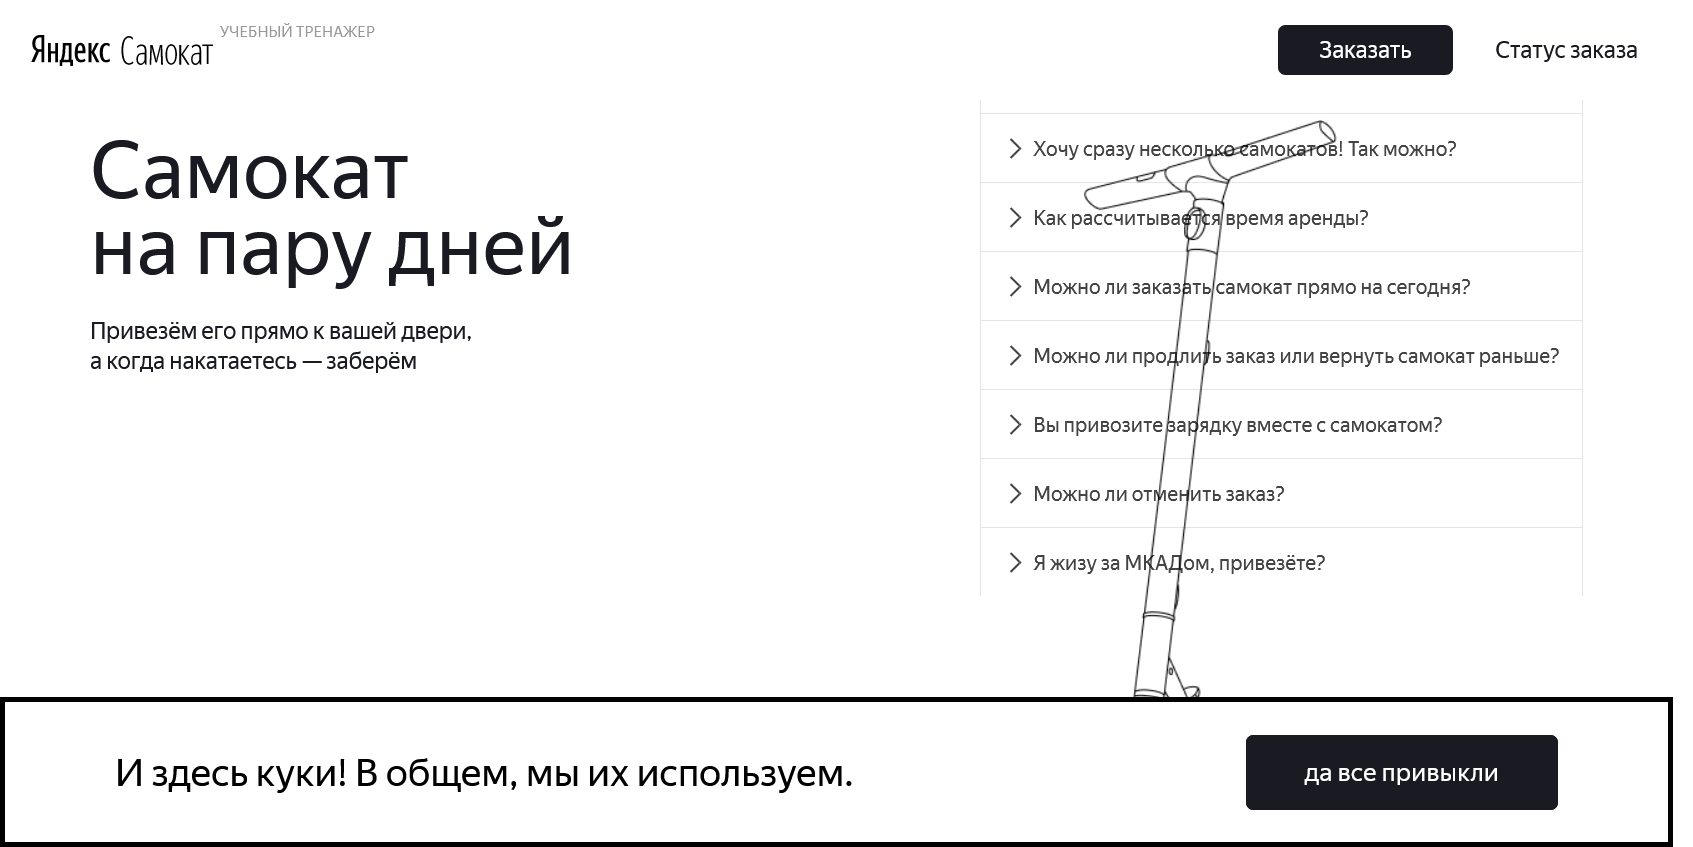 Яндекс Самокат
УЧЕБНЫЙ ТРЕНАЖЕР
Заказать
Статус заказа
Самокат
на пару дней
Привезём его прямо к вашей двери,
а когда накатаетесь — заберём
Хочу сразу несколько самокатов! Так можно?
Как рассчитывается время аренды?
Можно ли заказать самокат прямо на сегодня?
Можно ли продлить заказ или вернуть самокат раньше?
Вы привозите зарядку вместе с самокатом?
Можно ли отменить заказ?
Я жизу за МКАДом, привезёте?
И здесь куки! В общем, мы их используем.
да все привыкли